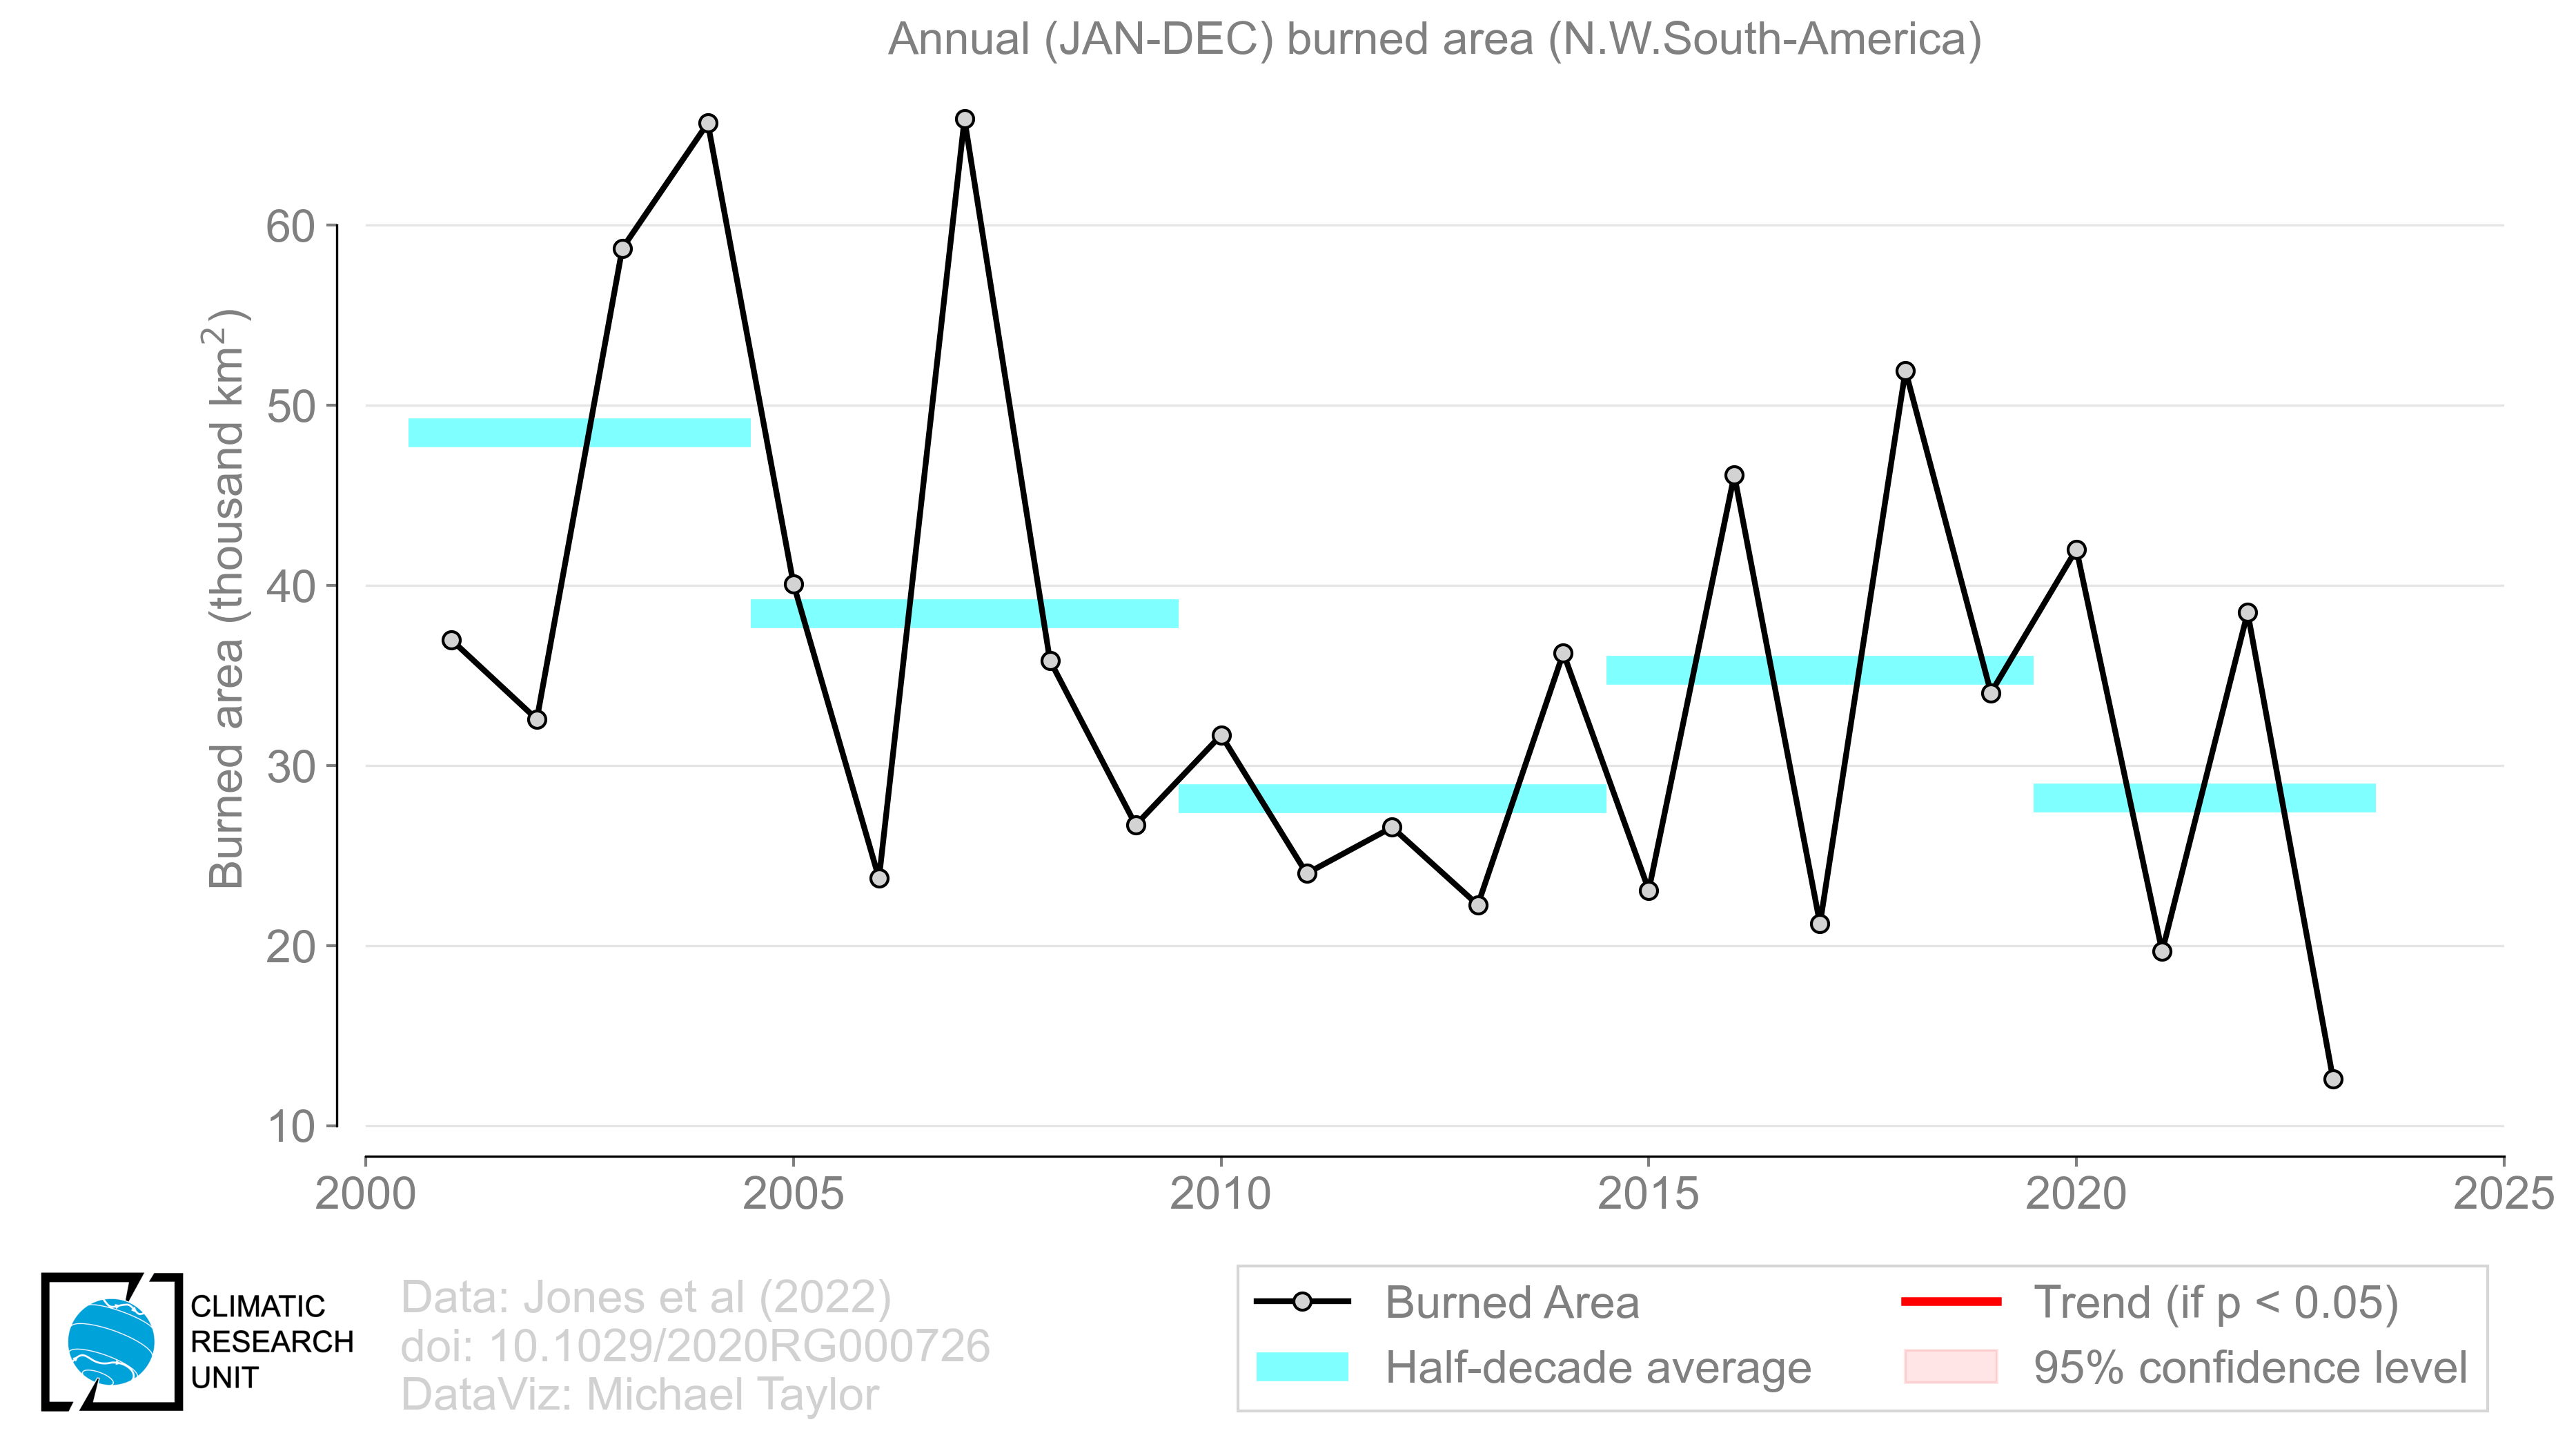 Annual (JAN-DEC) burned area (N.W.South-America)
Burned area (thousand km²)
60
50
40
30
20
10
2000 2005 2010 2015 2020 2025
CLIMATIC
RESEARCH
UNIT
Data: Jones et al (2022)
doi: 10.1029/2020RG000726
DataViz: Michael Taylor
Burned Area
Half-decade average
Trend (if p < 0.05)
95% confidence level